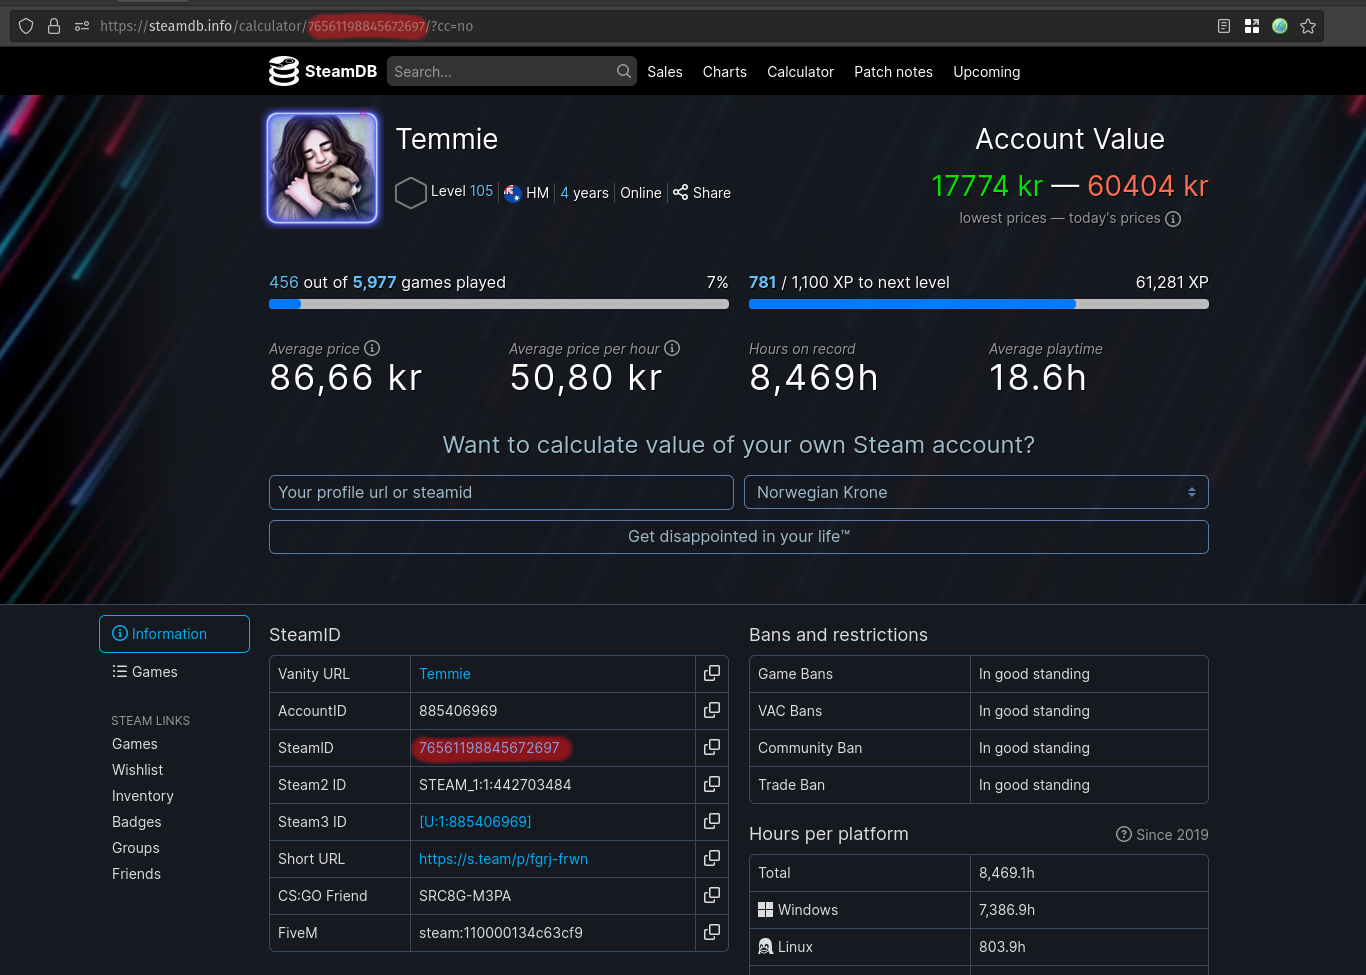 https://steamdb.info/calculator/76561198845672697/?cc=no
SteamDB Search... Sales Charts Calculator Patch notes Upcoming
Temmie
Level 105 HM 4 years Online Share
Account Value
17774 kr — 60404 kr
lowest prices — today's prices
456 out of 5,977 games played 7%
781 / 1,100 XP to next level 61,281 XP
Average price Average price per hour Hours on record Average playtime
86,66 kr 50,80 kr 8,469h 18.6h
Want to calculate value of your own Steam account?
Your profile url or steamid Norwegian Krone
Get disappointed in your life™
Information
Games
STEAM LINKS
Games
Wishlist
Inventory
Badges
Groups
Friends
SteamID
Vanity URL Temmie
AccountID 885406969
SteamID 76561198845672697
Steam2 ID STEAM_1:1:442703484
Steam3 ID [U:1:885406969]
Short URL https://s.team/p/fgrj-frwn
CS:GO Friend SRC8G-M3PA
FiveM steam:110000134c63cf9
Bans and restrictions
Game Bans In good standing
VAC Bans In good standing
Community Ban In good standing
Trade Ban In good standing
Hours per platform Since 2019
Total 8,469.1h
Windows 7,386.9h
Linux 803.9h